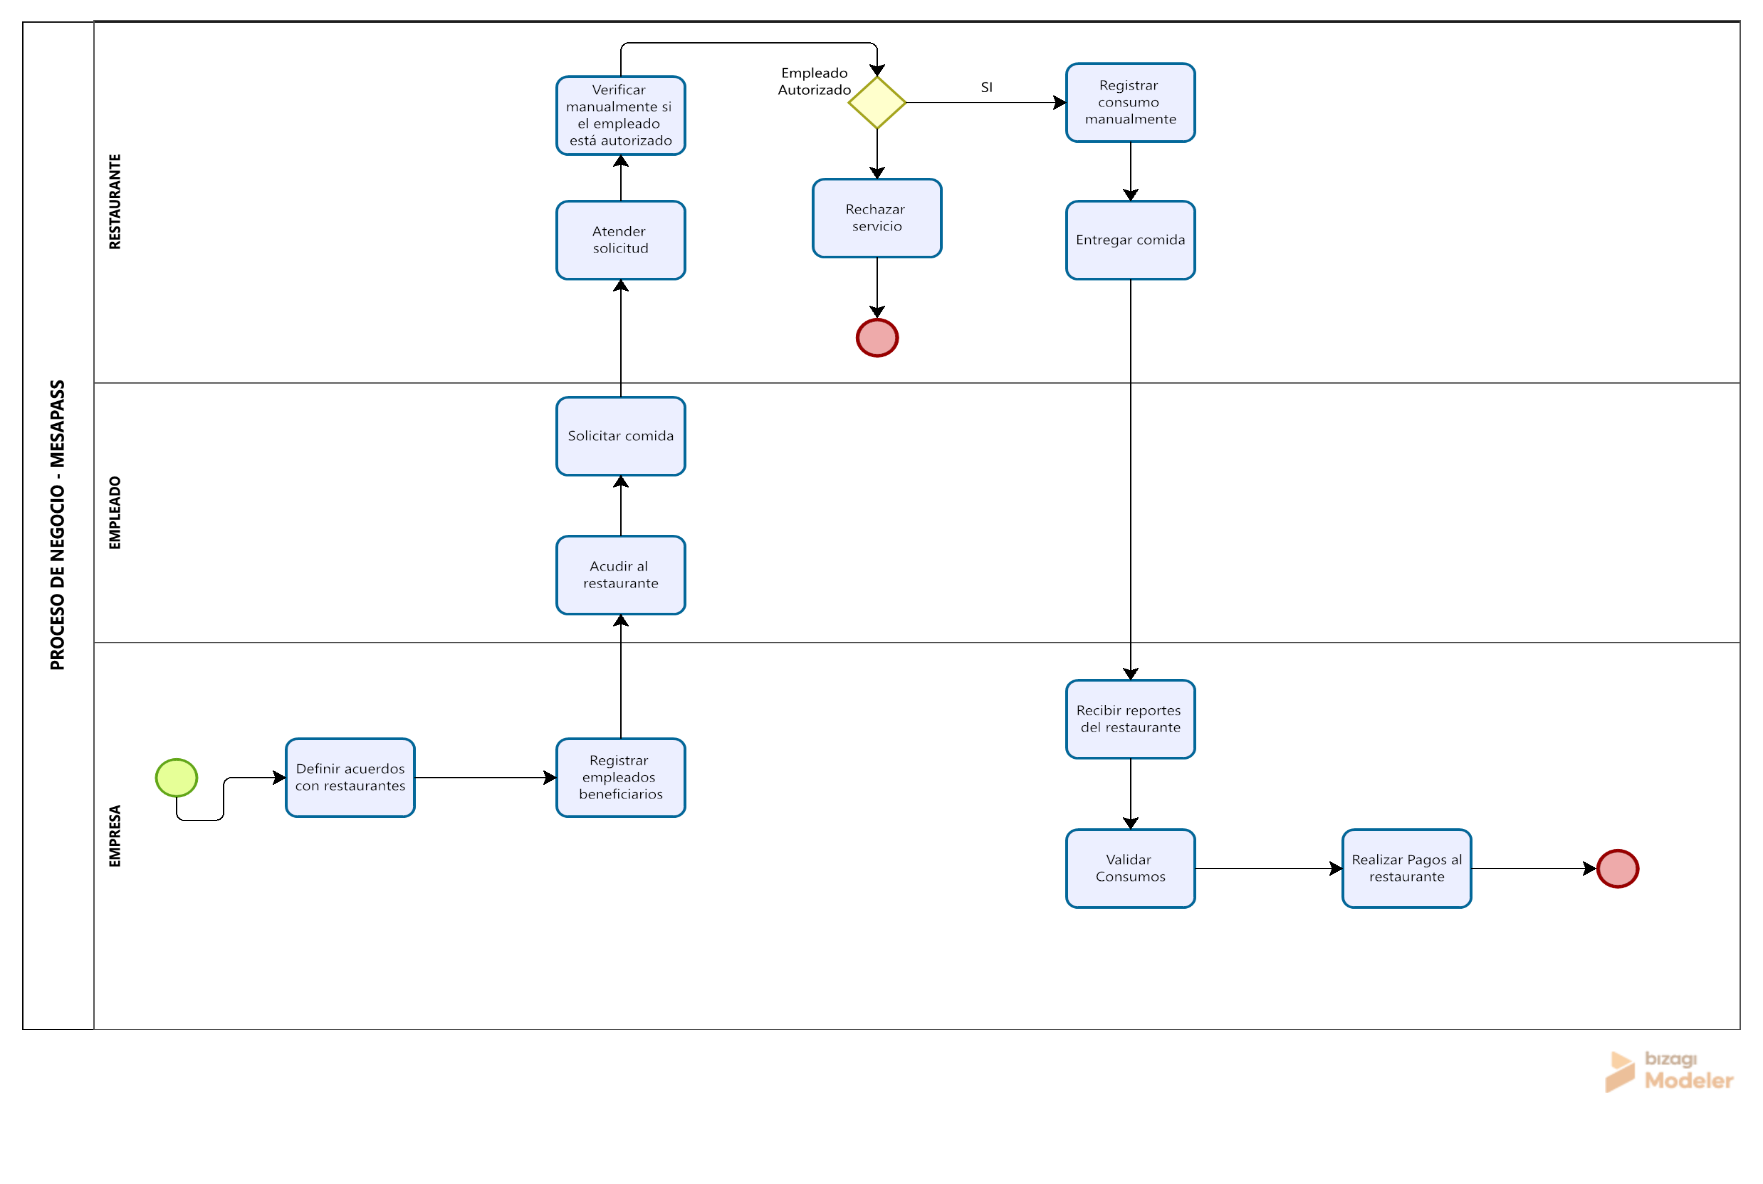 PROCESO DE NEGOCIO - MESAPASS
RESTAURANTE
Verificar
manualmente si
el empleado
está autorizado
Empleado
Autorizado
SI
Registrar
consumo
manualmente
Atender
solicitud
Rechazar
servicio
Entregar comida
EMPLEADO
Solicitar comida
Acudir al
restaurante
EMPRESA
Definir acuerdos
con restaurantes
Registrar
empleados
beneficiarios
Recibir reportes
del restaurante
Validar
Consumos
Realizar Pagos al
restaurante
bizagi
Modeler